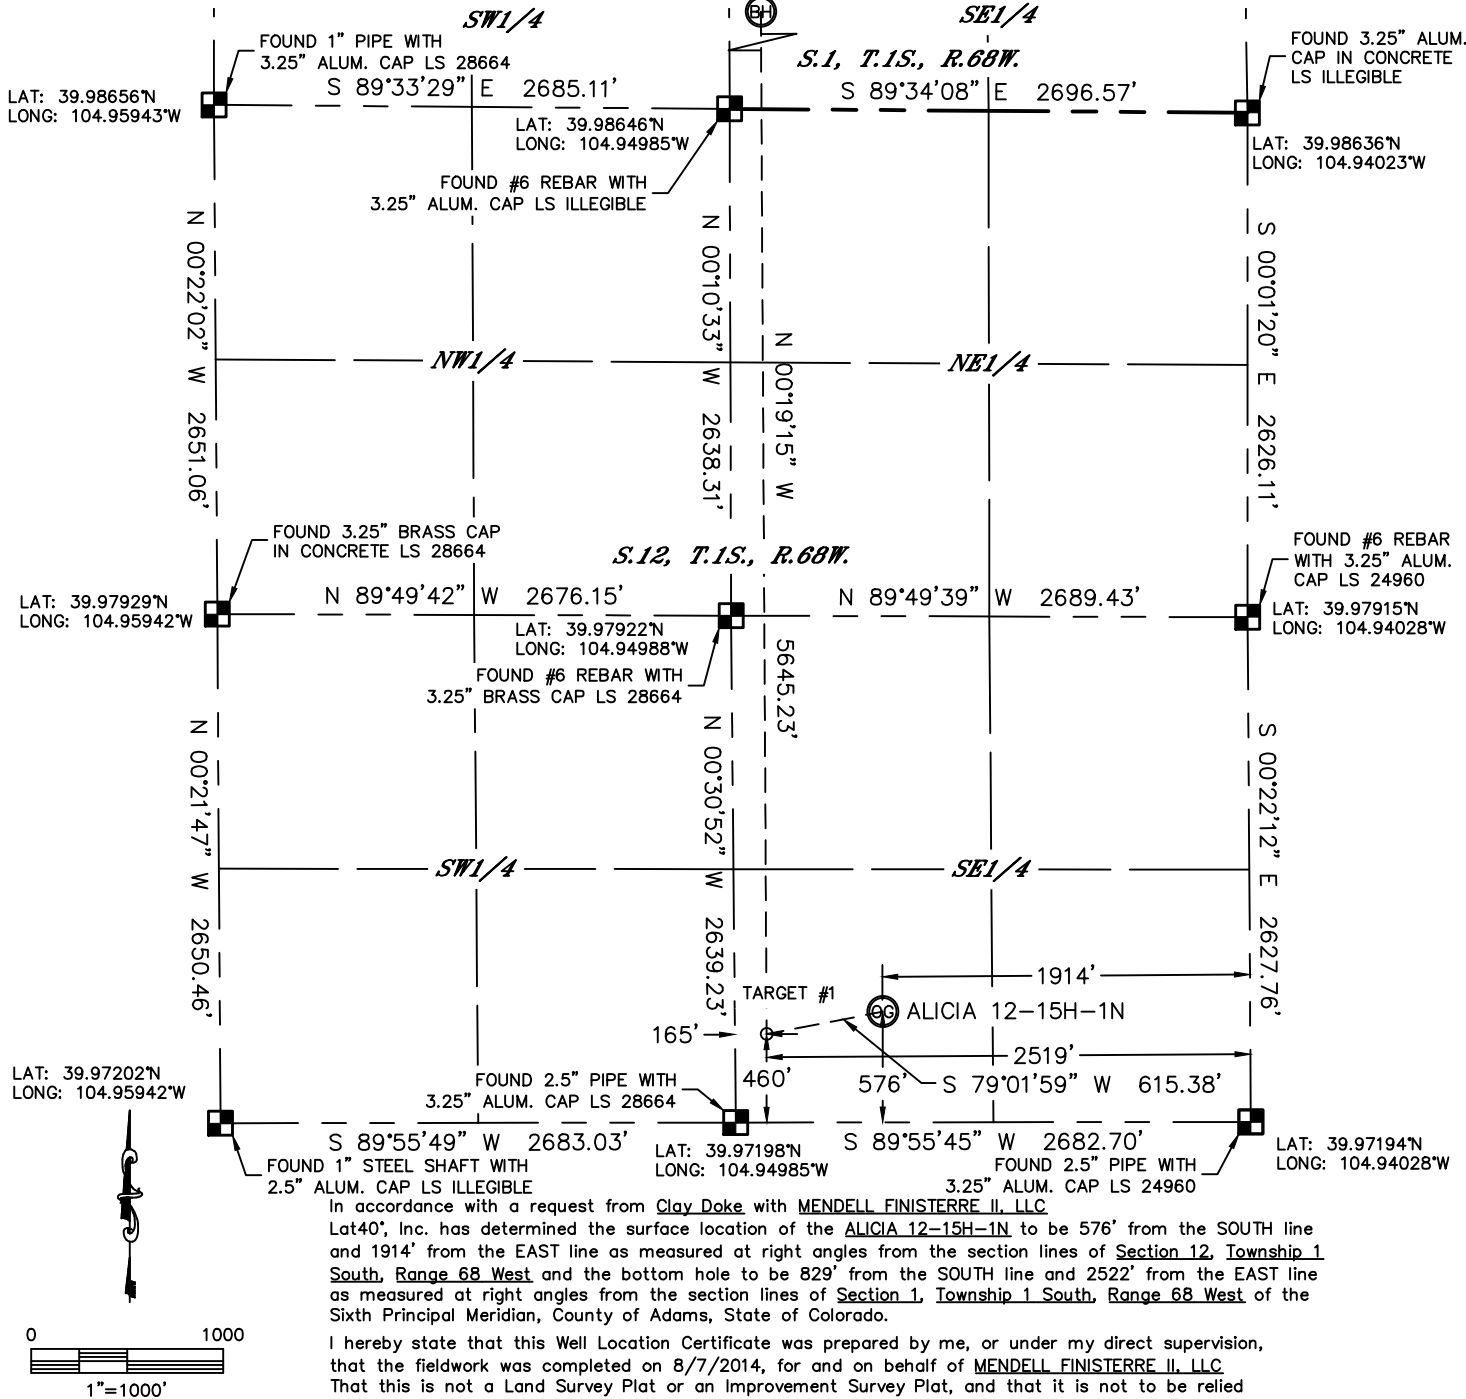 SW1/4
BH
SE1/4
S.1, T.1S., R.68W.
FOUND 1" PIPE WITH
3.25" ALUM. CAP LS 28664
FOUND 3.25" ALUM.
CAP IN CONCRETE
LS ILLEGIBLE
S 89°33'29" E 2685.11'
S 89°34'08" E 2696.57'
LAT: 39.98656°N
LONG: 104.95943°W
LAT: 39.98646°N
LONG: 104.94985°W
LAT: 39.98636°N
LONG: 104.94023°W
FOUND #6 REBAR WITH
3.25" ALUM. CAP LS ILLEGIBLE
N 00°22'02" W 2651.06'
N 00°10'33" W 2638.31'
N 00°19'15" W
5645.23'
S 00°01'20" E 2626.11'
NW1/4
NE1/4
FOUND 3.25" BRASS CAP
IN CONCRETE LS 28664
S.12, T.1S., R.68W.
FOUND #6 REBAR
WITH 3.25" ALUM.
CAP LS 24960
N 89°49'42" W 2676.15'
N 89°49'39" W 2689.43'
LAT: 39.97929°N
LONG: 104.95942°W
LAT: 39.97922°N
LONG: 104.94988°W
LAT: 39.97915°N
LONG: 104.94028°W
FOUND #6 REBAR WITH
3.25" BRASS CAP LS 28664
N 00°21'47" W 2650.46'
N 00°30'52" W 2639.23'
S 00°22'12" E 2627.76'
SW1/4
SE1/4
1914'
TARGET #1
OG
ALICIA 12-15H-1N
165'
2519'
460'
576'
S 79°01'59" W 615.38'
LAT: 39.97202°N
LONG: 104.95942°W
FOUND 2.5" PIPE WITH
3.25" ALUM. CAP LS 28664
S 89°55'49" W 2683.03'
S 89°55'45" W 2682.70'
LAT: 39.97198°N
LONG: 104.94985°W
LAT: 39.97194°N
LONG: 104.94028°W
FOUND 1" STEEL SHAFT WITH
2.5" ALUM. CAP LS ILLEGIBLE
FOUND 2.5" PIPE WITH
3.25" ALUM. CAP LS 24960
In accordance with a request from Clay Doke with MENDELL FINISTERRE II, LLC
Lat40°, Inc. has determined the surface location of the ALICIA 12-15H-1N to be 576' from the SOUTH line
and 1914' from the EAST line as measured at right angles from the section lines of Section 12, Township 1
South, Range 68 West and the bottom hole to be 829' from the SOUTH line and 2522' from the EAST line
as measured at right angles from the section lines of Section 1, Township 1 South, Range 68 West of the
Sixth Principal Meridian, County of Adams, State of Colorado.
I hereby state that this Well Location Certificate was prepared by me, or under my direct supervision,
that the fieldwork was completed on 8/7/2014, for and on behalf of MENDELL FINISTERRE II, LLC
That this is not a Land Survey Plat or an Improvement Survey Plat, and that it is not to be relied
0 1000
1"=1000'